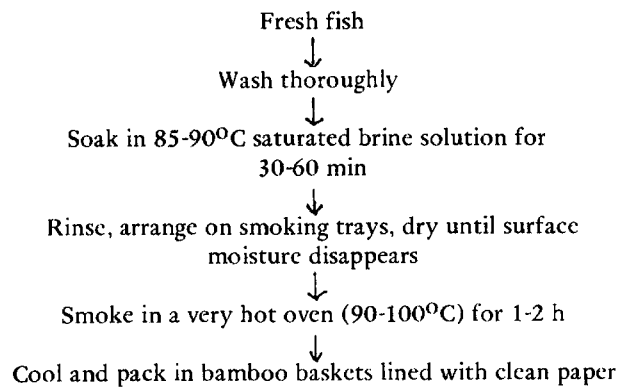 Fresh fish
↓
Wash thoroughly
↓
Soak in 85-90°C saturated brine solution for
30-60 min
↓
Rinse, arrange on smoking trays, dry until surface
moisture disappears
↓
Smoke in a very hot oven (90-100°C) for 1-2 h
↓
Cool and pack in bamboo baskets lined with clean paper